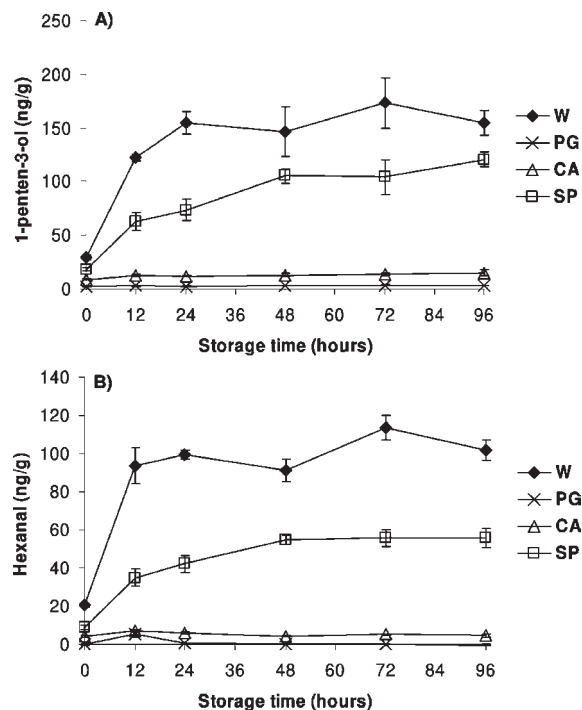 A)
1-penten-3-ol (ng/g)
250
200
150
100
50
0
0 12 24 36 48 60 72 84 96
Storage time (hours)
W
PG
CA
SP
B)
Hexanal (ng/g)
140
120
100
80
60
40
20
0
0 12 24 36 48 60 72 84 96
Storage time (hours)
W
PG
CA
SP